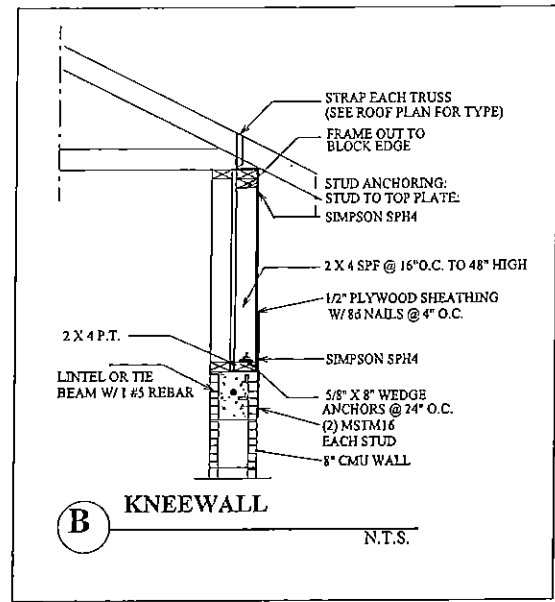 STRAP EACH TRUSS
(SEE ROOF PLAN FOR TYPE)
FRAME OUT TO
BLOCK EDGE
STUD ANCHORING:
STUD TO TOP PLATE:
SIMPSON SPH4
2 X 4 SPF @ 16"O.C. TO 48" HIGH
1/2" PLYWOOD SHEATHING
W/ 8d NAILS @ 4" O.C.
2 X 4 P.T.
SIMPSON SPH4
LINTEL OR TIE
BEAM W/ 1 #5 REBAR
5/8" X 8" WEDGE
ANCHORS @ 24" O.C.
(2) MSTM16
EACH STUD
8" CMU WALL
B
KNEEWALL
N.T.S.